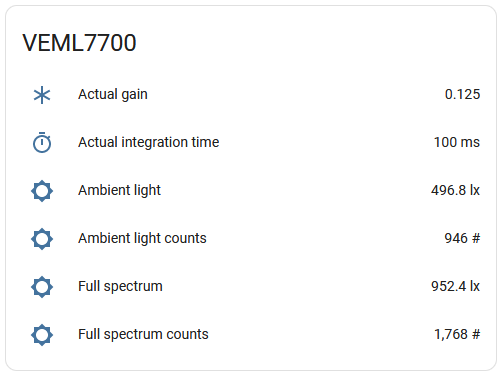 VEML7700
Actual gain 0.125
Actual integration time 100 ms
Ambient light 496.8 lx
Ambient light counts 946 #
Full spectrum 952.4 lx
Full spectrum counts 1,768 #